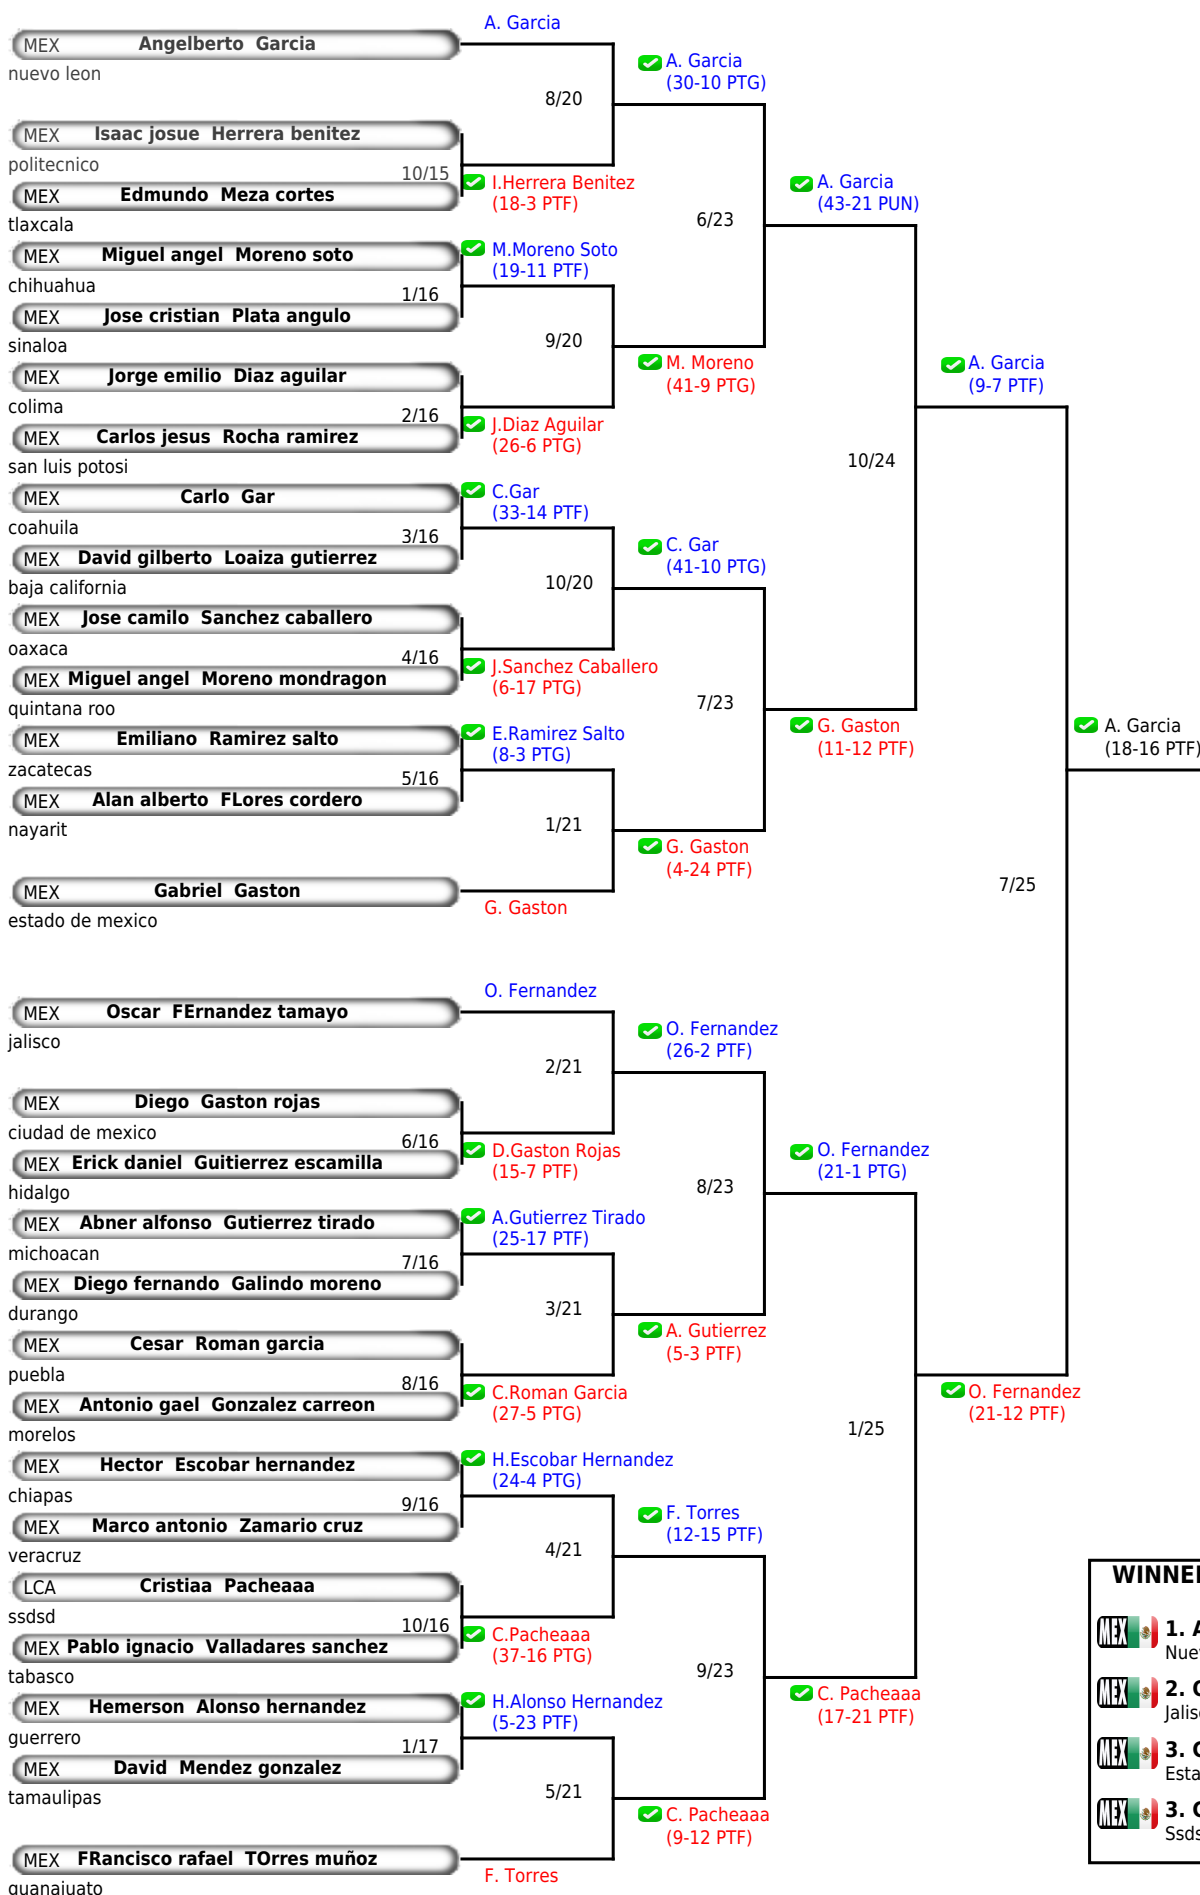 A. Garcia
MEX Angelberto Garcia
nuevo leon
A. Garcia
(30-10 PTG)
8/20
MEX Isaac josue Herrera benitez
politecnico
10/15
MEX Edmundo Meza cortes
I.Herrera Benitez
(18-3 PTF)
tlaxcala
A. Garcia
(43-21 PUN)
6/23
MEX Miguel angel Moreno soto
M.Moreno Soto
(19-11 PTF)
chihuahua
1/16
MEX Jose cristian Plata angulo
sinaloa
9/20
M. Moreno
(41-9 PTG)
MEX Jorge emilio Diaz aguilar
colima
2/16
MEX Carlos jesus Rocha ramirez
J.Diaz Aguilar
(26-6 PTG)
san luis potosi
A. Garcia
(9-7 PTF)
10/24
MEX Carlo Gar
C.Gar
(33-14 PTF)
coahuila
3/16
MEX David gilberto Loaiza gutierrez
baja california
C. Gar
(41-10 PTG)
10/20
MEX Jose camilo Sanchez caballero
oaxaca
4/16
MEX Miguel angel Moreno mondragon
J.Sanchez Caballero
(6-17 PTG)
quintana roo
7/23
G. Gaston
(11-12 PTF)
A. Garcia
(18-16 PTF)
MEX Emiliano Ramirez salto
E.Ramirez Salto
(8-3 PTG)
zacatecas
5/16
MEX Alan alberto FLores cordero
nayarit
1/21
G. Gaston
(4-24 PTF)
MEX Gabriel Gaston
G. Gaston
estado de mexico
7/25
O. Fernandez
MEX Oscar FErnandez tamayo
jalisco
O. Fernandez
(26-2 PTF)
2/21
MEX Diego Gaston rojas
ciudad de mexico
6/16
MEX Erick daniel Guitierrez escamilla
D.Gaston Rojas
(15-7 PTF)
hidalgo
O. Fernandez
(21-1 PTG)
8/23
MEX Abner alfonso Gutierrez tirado
A.Gutierrez Tirado
(25-17 PTF)
michoacan
7/16
MEX Diego fernando Galindo moreno
durango
3/21
A. Gutierrez
(5-3 PTF)
MEX Cesar Roman garcia
puebla
8/16
MEX Antonio gael Gonzalez carreon
C.Roman Garcia
(27-5 PTG)
morelos
O. Fernandez
(21-12 PTF)
1/25
MEX Hector Escobar hernandez
H.Escobar Hernandez
(24-4 PTG)
chiapas
9/16
MEX Marco antonio Zamario cruz
veracruz
F. Torres
(12-15 PTF)
4/21
LCA Cristiaa Pacheaaa
ssdsd
10/16
MEX Pablo ignacio Valladares sanchez
C.Pacheaaa
(37-16 PTG)
tabasco
9/23
C. Pacheaaa
(17-21 PTF)
MEX Hemerson Alonso hernandez
H.Alonso Hernandez
(5-23 PTF)
guerrero
1/17
MEX David Mendez gonzalez
tamaulipas
5/21
C. Pacheaaa
(9-12 PTF)
MEX FRancisco rafael TOrres muñoz
F. Torres
guanajuato
WINNE
MEX 1. A
Nue
MEX 2.
Jalis
MEX 3.
Esta
MEX 3.
Ssds